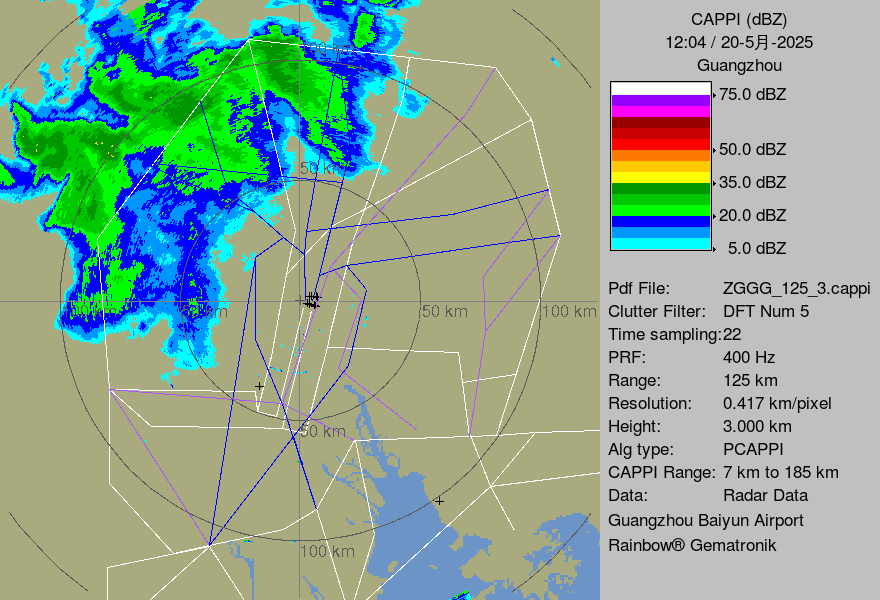 CAPPI (dBZ)
12:04 / 20-5月-2025
Guangzhou
75.0 dBZ
50.0 dBZ
35.0 dBZ
20.0 dBZ
5.0 dBZ
Pdf File: ZGGG_125_3.cappi
Clutter Filter: DFT Num 5
Time sampling:22
PRF: 400 Hz
Range: 125 km
Resolution: 0.417 km/pixel
Height: 3.000 km
Alg type: PCAPPI
CAPPI Range: 7 km to 185 km
Data: Radar Data
Guangzhou Baiyun Airport
Rainbow® Gematronik
50 km
50 km
100 km
50 km
100 km